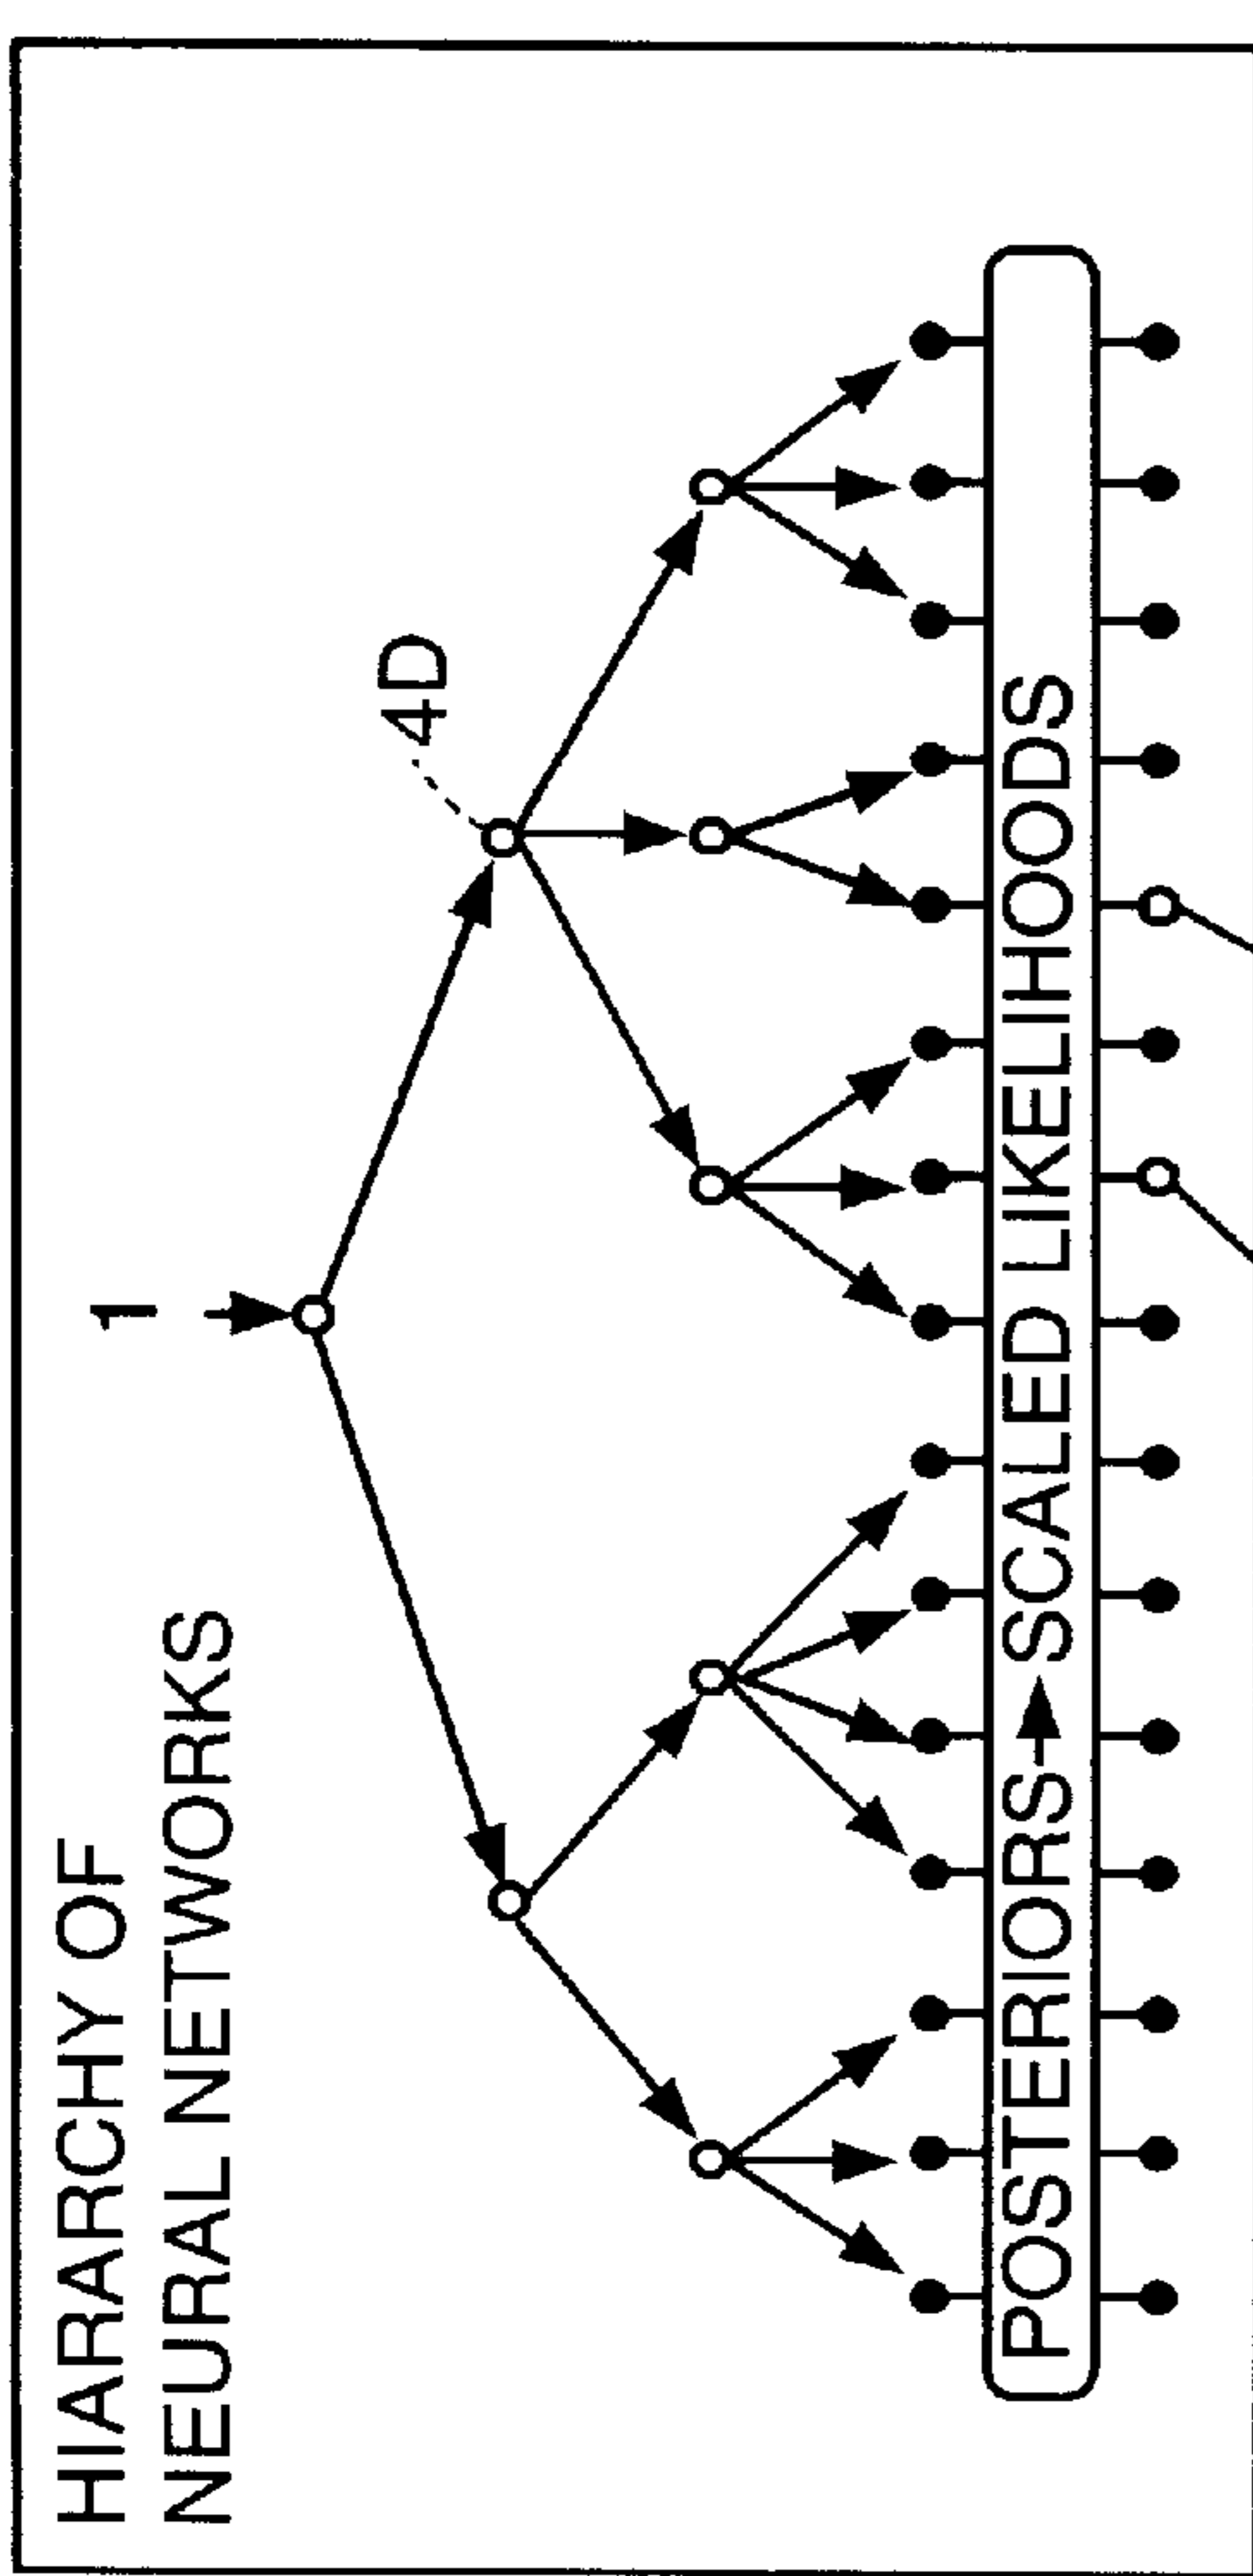 HIARARCHY OF
NEURAL NETWORKS
1
4D
POSTERIORS→SCALED LIKELIHOODS